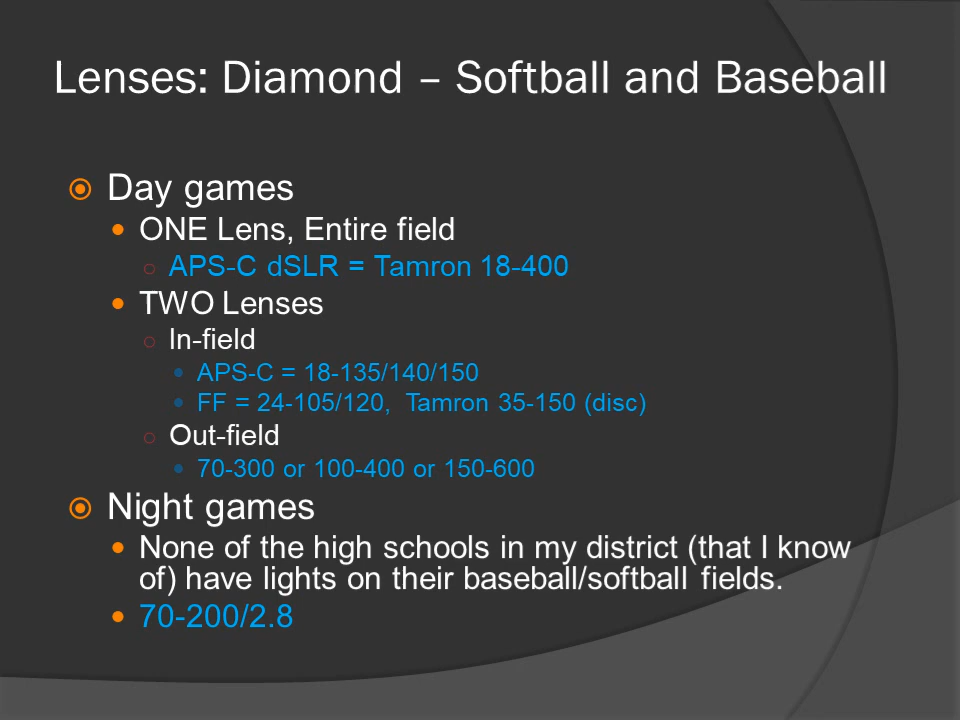 Lenses: Diamond – Softball and Baseball
Day games
ONE Lens, Entire field
APS-C dSLR = Tamron 18-400
TWO Lenses
In-field
APS-C = 18-135/140/150
FF = 24-105/120, Tamron 35-150 (disc)
Out-field
70-300 or 100-400 or 150-600
Night games
None of the high schools in my district (that I know
of) have lights on their baseball/softball fields.
70-200/2.8